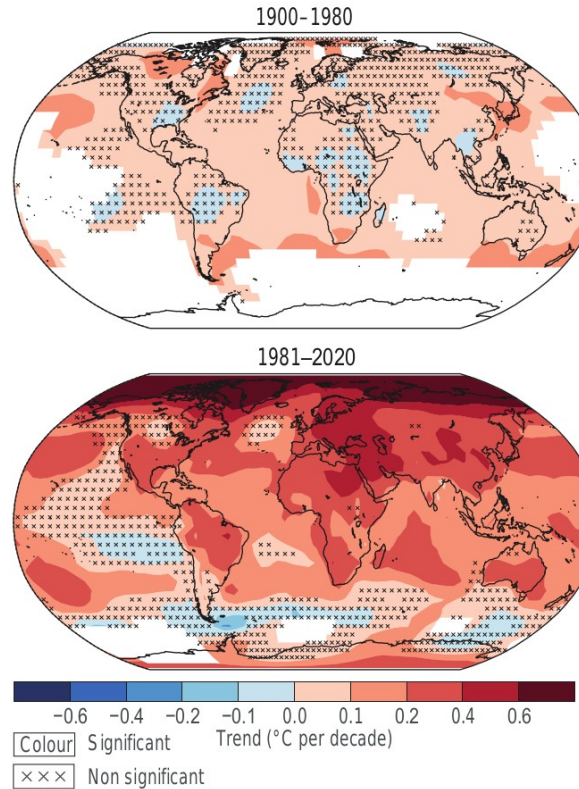 1900–1980
1981–2020
−0.6 −0.4 −0.2 −0.1 0.0 0.1 0.2 0.4 0.6
Colour Significant Trend (°C per decade)
××× Non significant